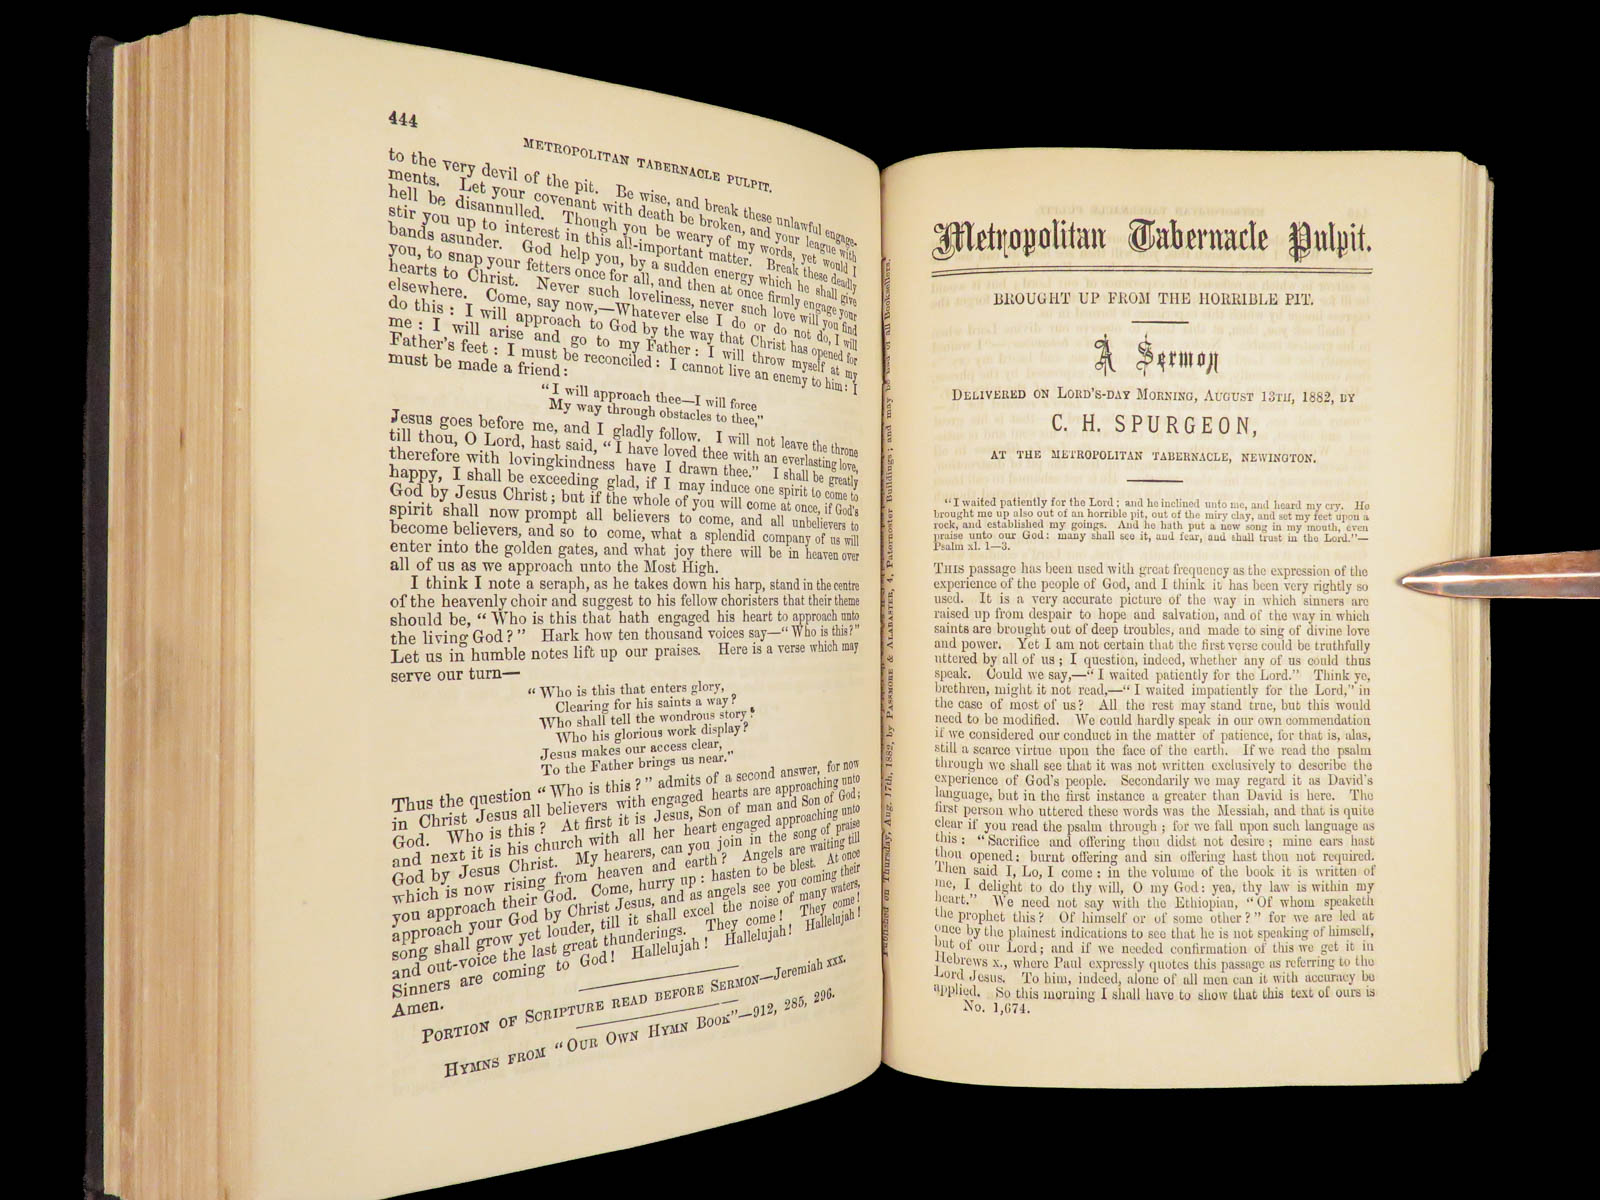 444
METROPOLITAN TABERNACLE PULPIT.
to the very devil of the pit. Be wise, and break these unlawful engage-
ments. Let your covenant with death be broken, and your league with
hell be disannulled. Though you be weary of my words, yet would I
stir you up to interest in this all-important matter. Break these deadly
bands asunder. God help you, by a sudden energy which he shall give
you, to snap your fetters once for all, and then at once firmly engage your
hearts to Christ. Never such loveliness, never such love will you find
elsewhere. Come, say now,—Whatever else I do or do not do, I will
do this: I will approach to God by the way that Christ has opened for
me: I will arise and go to my Father: I will throw myself at my
Father's feet: I must be reconciled: I cannot live an enemy to him: I
must be made a friend:
"I will approach thee—I will force
My way through obstacles to thee,"
Jesus goes before me, and I gladly follow. I will not leave the throne
till thou, O Lord, hast said, "I have loved thee with an everlasting love,
therefore with lovingkindness have I drawn thee." I shall be greatly
happy, I shall be exceeding glad, if I may induce one spirit to come to
God by Jesus Christ; but if the whole of you will come at once, if God's
spirit shall now prompt all believers to come, and all unbelievers to
become believers, and so to come, what a splendid company of us will
enter into the golden gates, and what joy there will be in heaven over
all of us as we approach unto the Most High.
I think I note a seraph, as he takes down his harp, stand in the centre
of the heavenly choir and suggest to his fellow choristers that their theme
should be, "Who is this that hath engaged his heart to approach unto
the living God?" Hark how ten thousand voices say—"Who is this?"
Let us in humble notes lift up our praises. Here is a verse which may
serve our turn—
"Who is this that enters glory,
Clearing for his saints a way?
Who shall tell the wondrous story?
Who his glorious work display?
Jesus makes our access clear,
To the Father brings us near."
Thus the question "Who is this?" admits of a second answer, for now
in Christ Jesus all believers with engaged hearts are approaching unto
God. Who is this? At first it is Jesus, Son of man and Son of God;
and next it is his church with all her heart engaged approaching unto
God by Jesus Christ. My hearers, can you join in the song of praise
which is now rising from heaven and earth? Angels are waiting till
you approach their God. Come, hurry up: hasten to be blest. At once
approach your God by Christ Jesus, and as angels see you coming their
song shall grow yet louder, till it shall excel the noise of many waters,
and out-voice the last great thunderings. They come! They come!
Sinners are coming to God! Hallelujah! Hallelujah! Hallelujah!
Amen.
PORTION OF SCRIPTURE READ BEFORE SERMON—Jeremiah xxx.
HYMNS FROM "OUR OWN HYMN BOOK"—912, 285, 296.
Published on Thursday, Aug. 17th, 1882, by PASSMORE & ALABASTER, 4, Paternoster Buildings; and may be had of all Booksellers.
Metropolitan Tabernacle Pulpit.
BROUGHT UP FROM THE HORRIBLE PIT.
A Sermon
DELIVERED ON LORD'S-DAY MORNING, AUGUST 13TH, 1882, BY
C. H. SPURGEON,
AT THE METROPOLITAN TABERNACLE, NEWINGTON.
"I waited patiently for the Lord; and he inclined unto me, and heard my cry. He
brought me up also out of an horrible pit, out of the miry clay, and set my feet upon a
rock, and established my goings. And he hath put a new song in my mouth, even
praise unto our God: many shall see it, and fear, and shall trust in the Lord."—
Psalm xl. 1—3.
THIS passage has been used with great frequency as the expression of the
experience of the people of God, and I think it has been very rightly so
used. It is a very accurate picture of the way in which sinners are
raised up from despair to hope and salvation, and of the way in which
saints are brought out of deep troubles, and made to sing of divine love
and power. Yet I am not certain that the first verse could be truthfully
uttered by all of us; I question, indeed, whether any of us could thus
speak. Could we say,—"I waited patiently for the Lord." Think ye,
brethren, might it not read,—"I waited impatiently for the Lord," in
the case of most of us? All the rest may stand true, but this would
need to be modified. We could hardly speak in our own commendation
if we considered our conduct in the matter of patience, for that is, alas,
still a scarce virtue upon the face of the earth. If we read the psalm
through we shall see that it was not written exclusively to describe the
experience of God's people. Secondarily we may regard it as David's
language, but in the first instance a greater than David is here. The
first person who uttered these words was the Messiah, and that is quite
clear if you read the psalm through; for we fall upon such language as
this: "Sacrifice and offering thou didst not desire; mine ears hast
thou opened: burnt offering and sin offering hast thou not required.
Then said I, Lo, I come: in the volume of the book it is written of
me, I delight to do thy will, O my God: yea, thy law is within my
heart." We need not say with the Ethiopian, "Of whom speaketh
the prophet this? Of himself or of some other?" for we are led at
once by the plainest indications to see that he is not speaking of himself,
but of our Lord; and if we needed confirmation of this we get it in
Hebrews x., where Paul expressly quotes this passage as referring to the
Lord Jesus. To him, indeed, alone of all men can it with accuracy be
applied. So this morning I shall have to show that this text of ours is
No. 1,674.